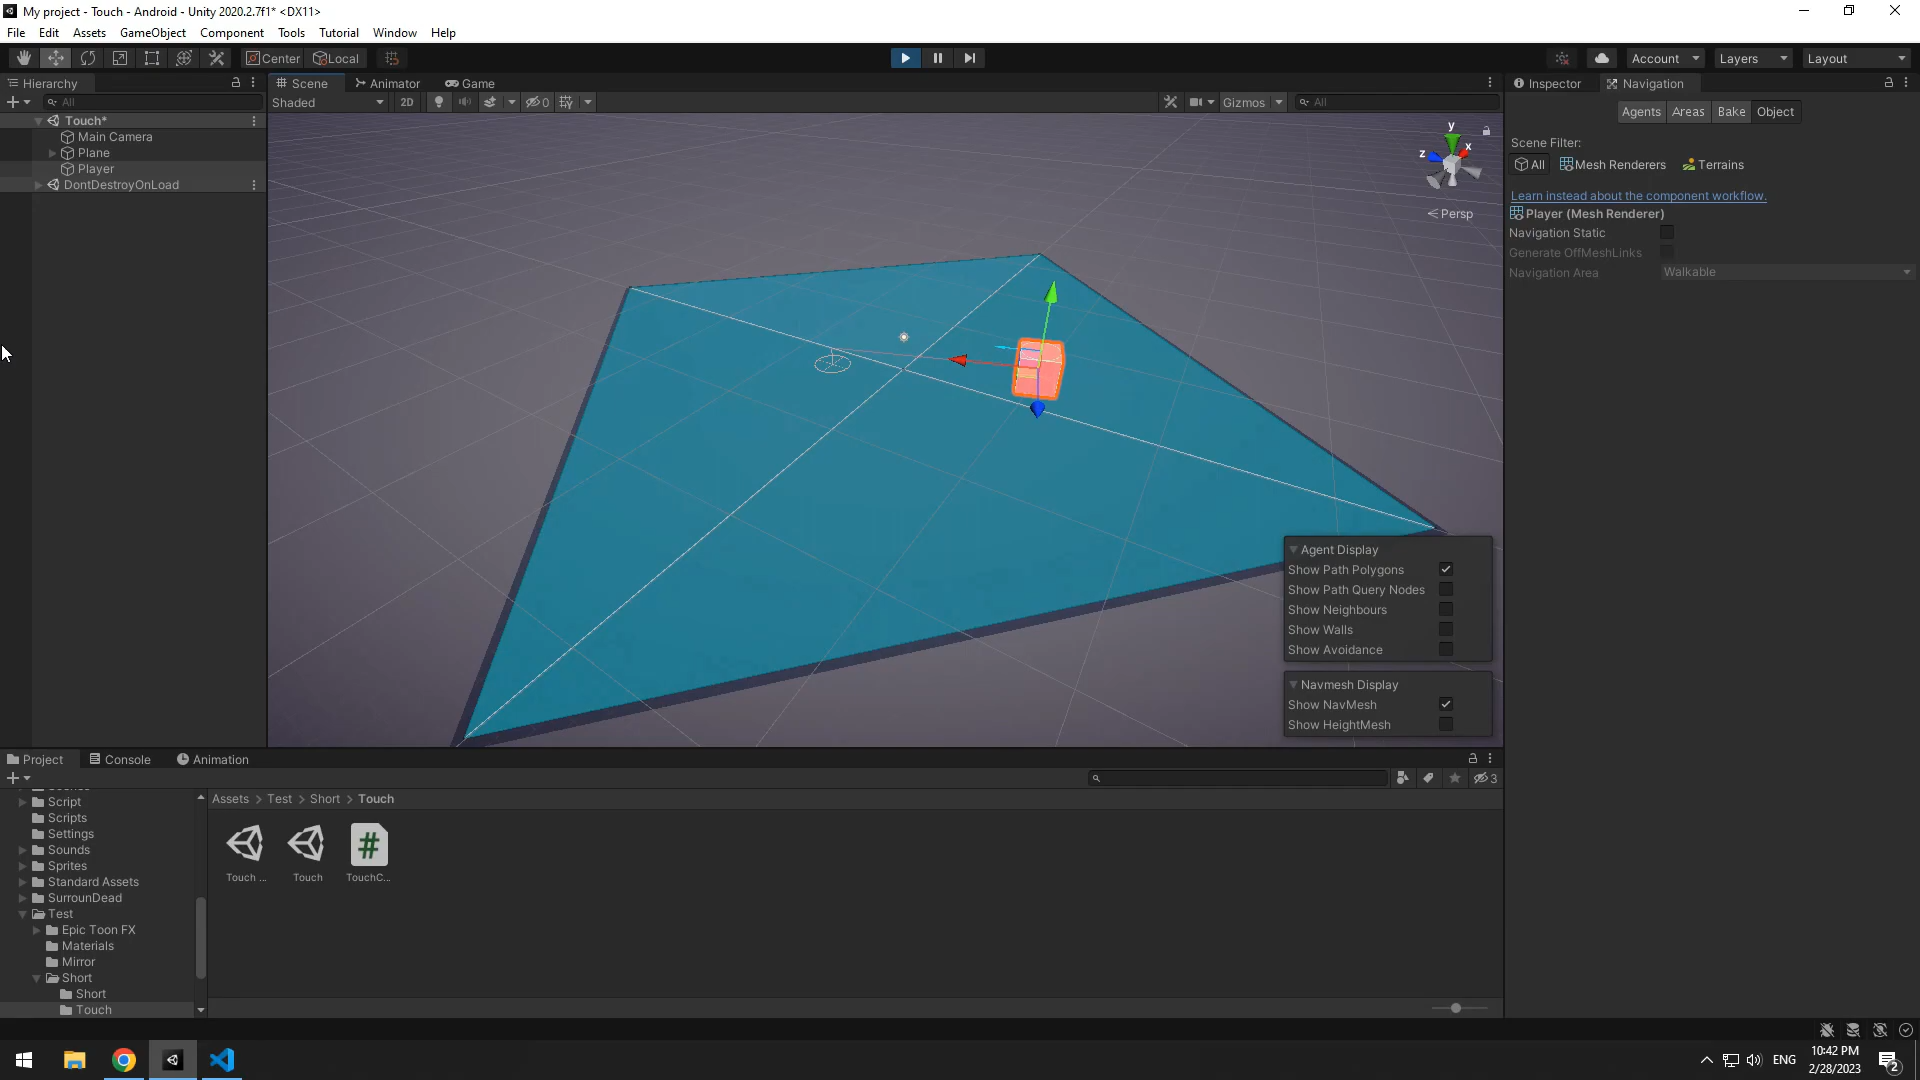 My project - Touch - Android - Unity 2020.2.7f1* <DX11>
File Edit Assets GameObject Component Tools Tutorial Window Help
Center Local Account Layers Layout
Hierarchy
All
Touch*
Main Camera
Plane
Player
DontDestroyOnLoad
Scene Animator Game
Shaded 2D 0 Gizmos All
y
x
z
Persp
Agent Display
Show Path Polygons
Show Path Query Nodes
Show Neighbours
Show Walls
Show Avoidance
Navmesh Display
Show NavMesh
Show HeightMesh
Inspector Navigation
Agents Areas Bake Object
Scene Filter:
All Mesh Renderers Terrains
Learn instead about the component workflow.
Player (Mesh Renderer)
Navigation Static
Generate OffMeshLinks
Navigation Area Walkable
Project Console Animation
3
Script
Scripts
Settings
Sounds
Sprites
Standard Assets
SurrounDead
Test
Epic Toon FX
Materials
Mirror
Short
Short
Touch
Assets > Test > Short > Touch
Touch ... Touch TouchC...
ENG
10:42 PM
2/28/2023
2